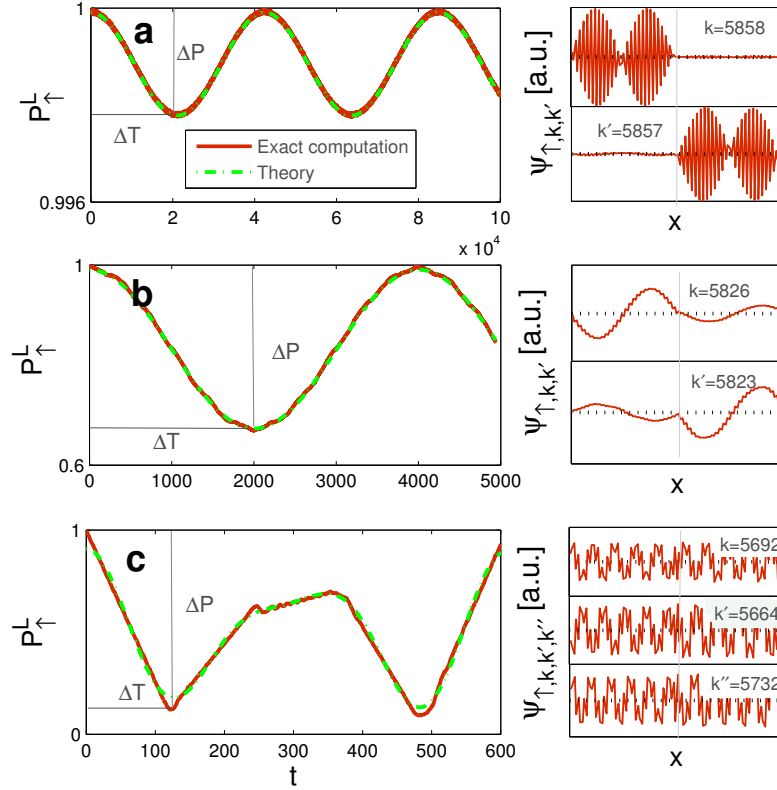 a
ΔP
ΔT
P↑L
Exact computation
Theory
1
0.996
0 2 4 6 8 10
x 10^4
k=5858
k′=5857
ψ↑,k,k′ [a.u.]
x
b
ΔP
ΔT
P↑L
1
0.6
0 1000 2000 3000 4000 5000
k=5826
k′=5823
ψ↑,k,k′ [a.u.]
x
c
ΔP
ΔT
P↑L
1
0
0 100 200 300 400 500 600
t
k=5692
k′=5664
k′′=5732
ψ↑,k,k′,k′′ [a.u.]
x